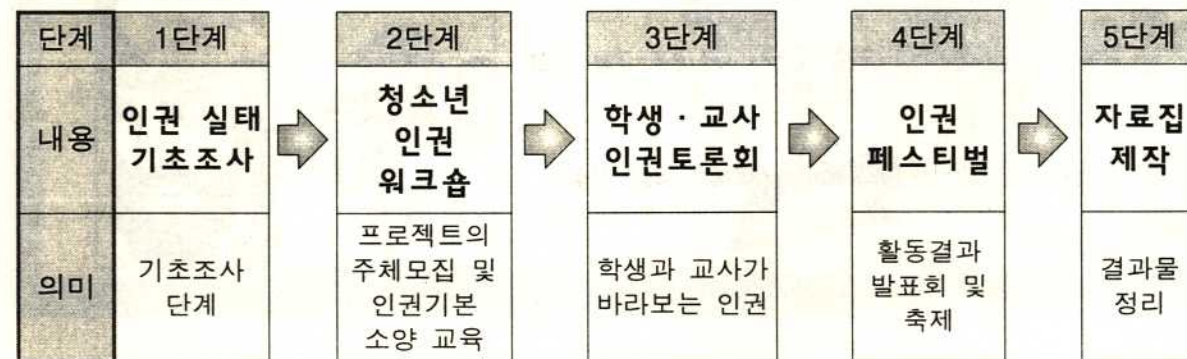 단계 1단계 2단계 3단계 4단계 5단계
내용
인권 실태
기초조사
청소년
인권
워크숍
학생 · 교사
인권토론회
인권
페스티벌
자료집
제작
의미
기초조사
단계
프로젝트의
주체모집 및
인권기본
소양 교육
학생과 교사가
바라보는 인권
활동결과
발표회 및
축제
결과물
정리